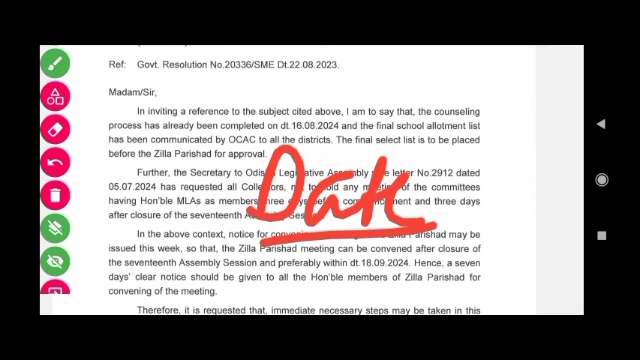 Ref: Govt. Resolution No.20336/SME Dt.22.08.2023.
Madam/Sir,
In inviting a reference to the subject cited above, I am to say that, the counseling
process has already been completed on dt.16.08.2024 and the final school allotment list
has been communicated by OCAC to all the districts. The final select list is to be placed
before the Zilla Parishad for approval.
Further, the Secretary to Odisha Legislative Assembly letter No.2912 dated
05.07.2024 has requested all Collectors, not to hold any meeting of the committees
having Hon'ble MLAs as members three days and three days
after closure of the seventeenth Assembly
Date
In the above context, notice for Zilla Parishad may be
issued this week, so that, the Zilla Parishad meeting can be convened after closure of
the seventeenth Assembly Session and preferably within dt.18.09.2024. Hence, a seven
days' clear notice should be given to all the Hon'ble members of Zilla Parishad for
convening of the meeting.
Therefore, it is requested that, immediate necessary steps may be taken in this